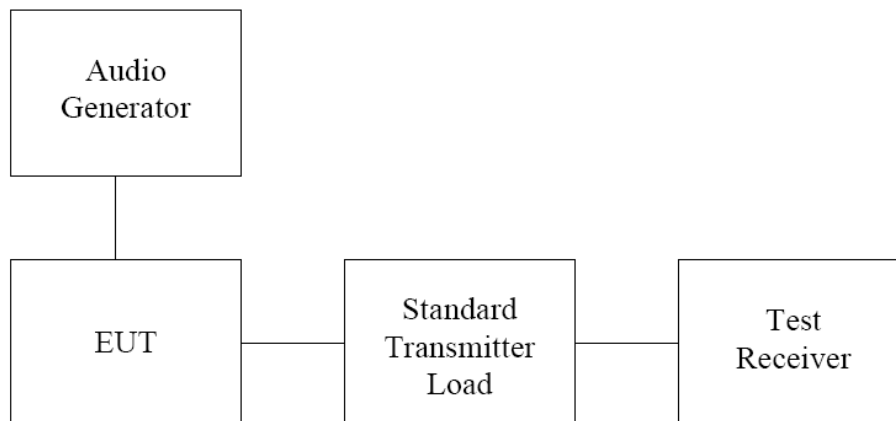 Audio
Generator
EUT
Standard
Transmitter
Load
Test
Receiver